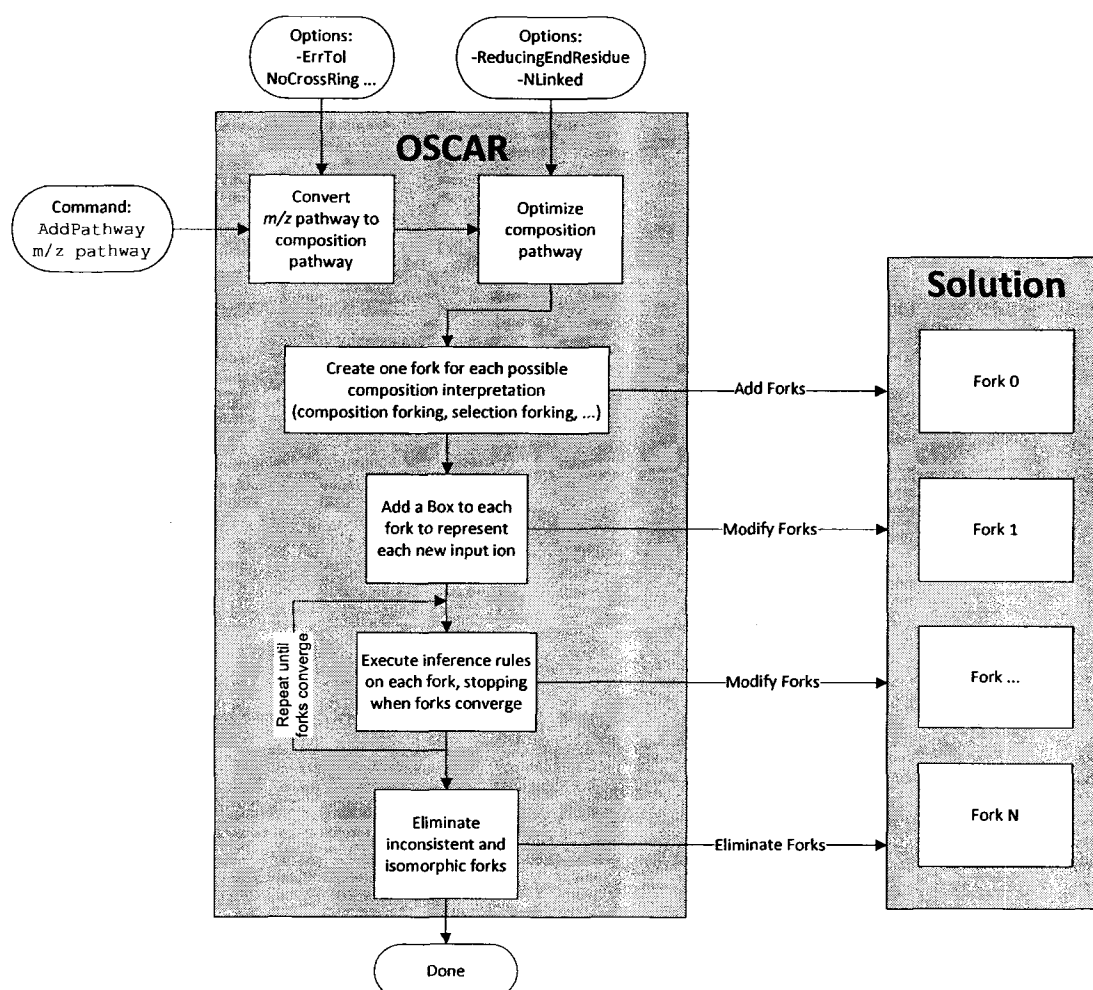 Options:
-ErrTol
NoCrossRing ...
Options:
-ReducingEndResidue
-NLinked
OSCAR
Command:
AddPathway
m/z pathway
Convert
m/z pathway to
composition
pathway
Optimize
composition
pathway
Solution
Create one fork for each possible
composition interpretation
(composition forking, selection forking, ...)
Add Forks
Fork 0
Add a Box to each
fork to represent
each new input ion
Modify Forks
Fork 1
Repeat until
forks converge
Execute inference rules
on each fork, stopping
when forks converge
Modify Forks
Fork ...
Eliminate
inconsistent and
isomorphic forks
Eliminate Forks
Fork N
Done